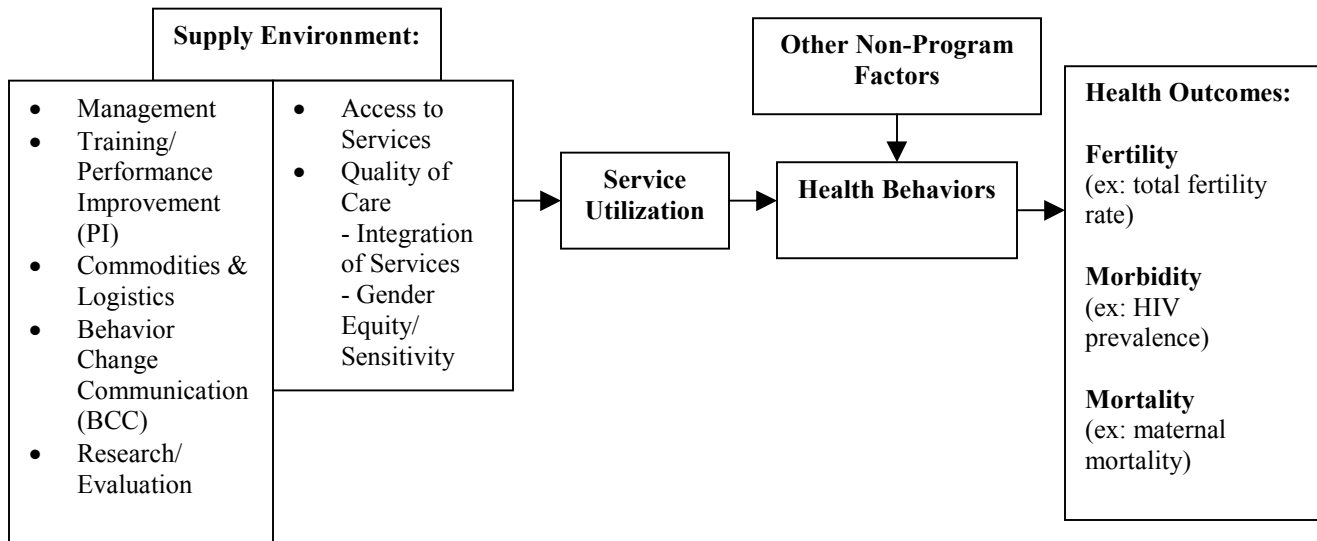 Supply Environment:
• Management
• Training/
Performance
Improvement
(PI)
• Commodities &
Logistics
• Behavior
Change
Communication
(BCC)
• Research/
Evaluation
• Access to
Services
• Quality of
Care
- Integration
of Services
- Gender
Equity/
Sensitivity
Service
Utilization
Other Non-Program
Factors
Health Behaviors
Health Outcomes:
Fertility
(ex: total fertility
rate)
Morbidity
(ex: HIV
prevalence)
Mortality
(ex: maternal
mortality)